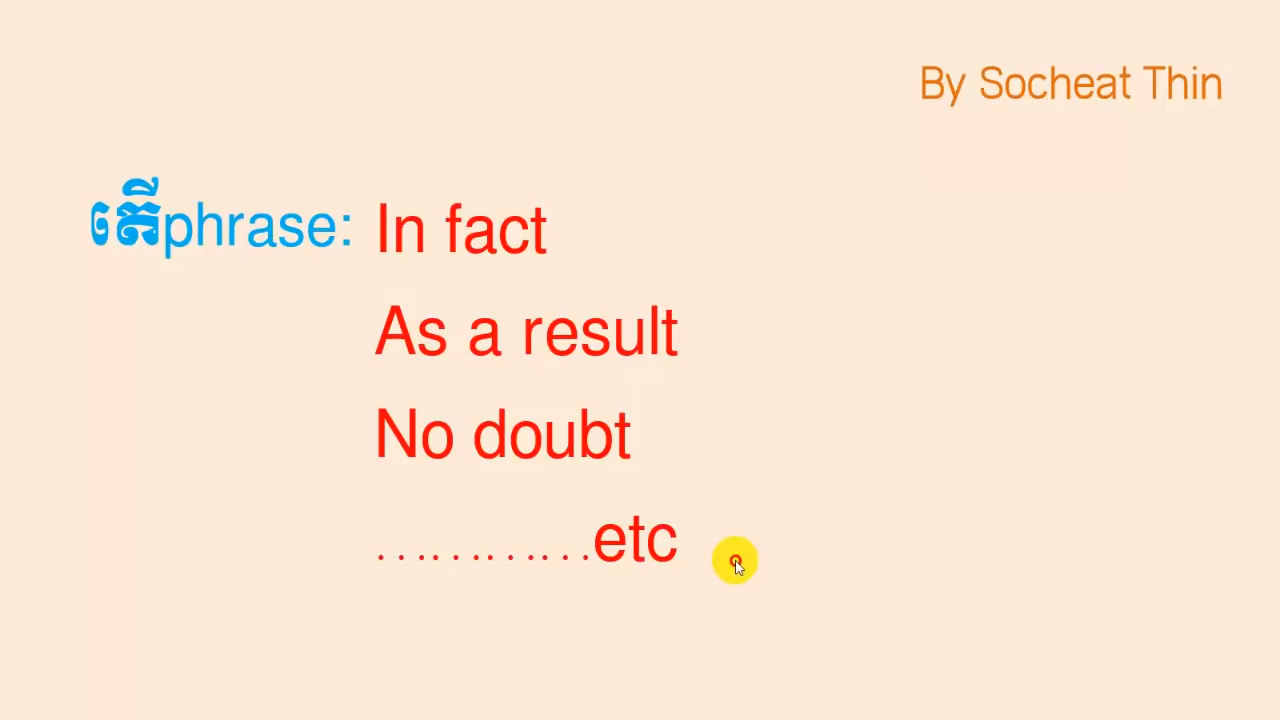 By Socheat Thin
តើphrase: In fact
As a result
No doubt
…………etc